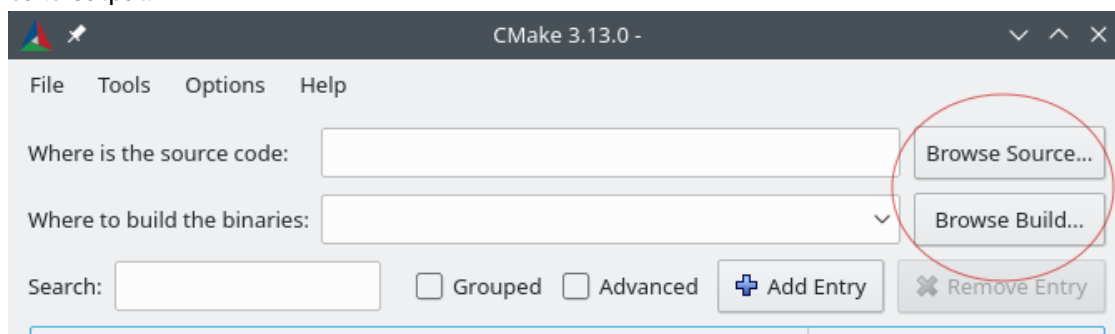 CMake 3.13.0 -
File Tools Options Help
Where is the source code: Browse Source...
Where to build the binaries: Browse Build...
Search: Grouped Advanced Add Entry Remove Entry